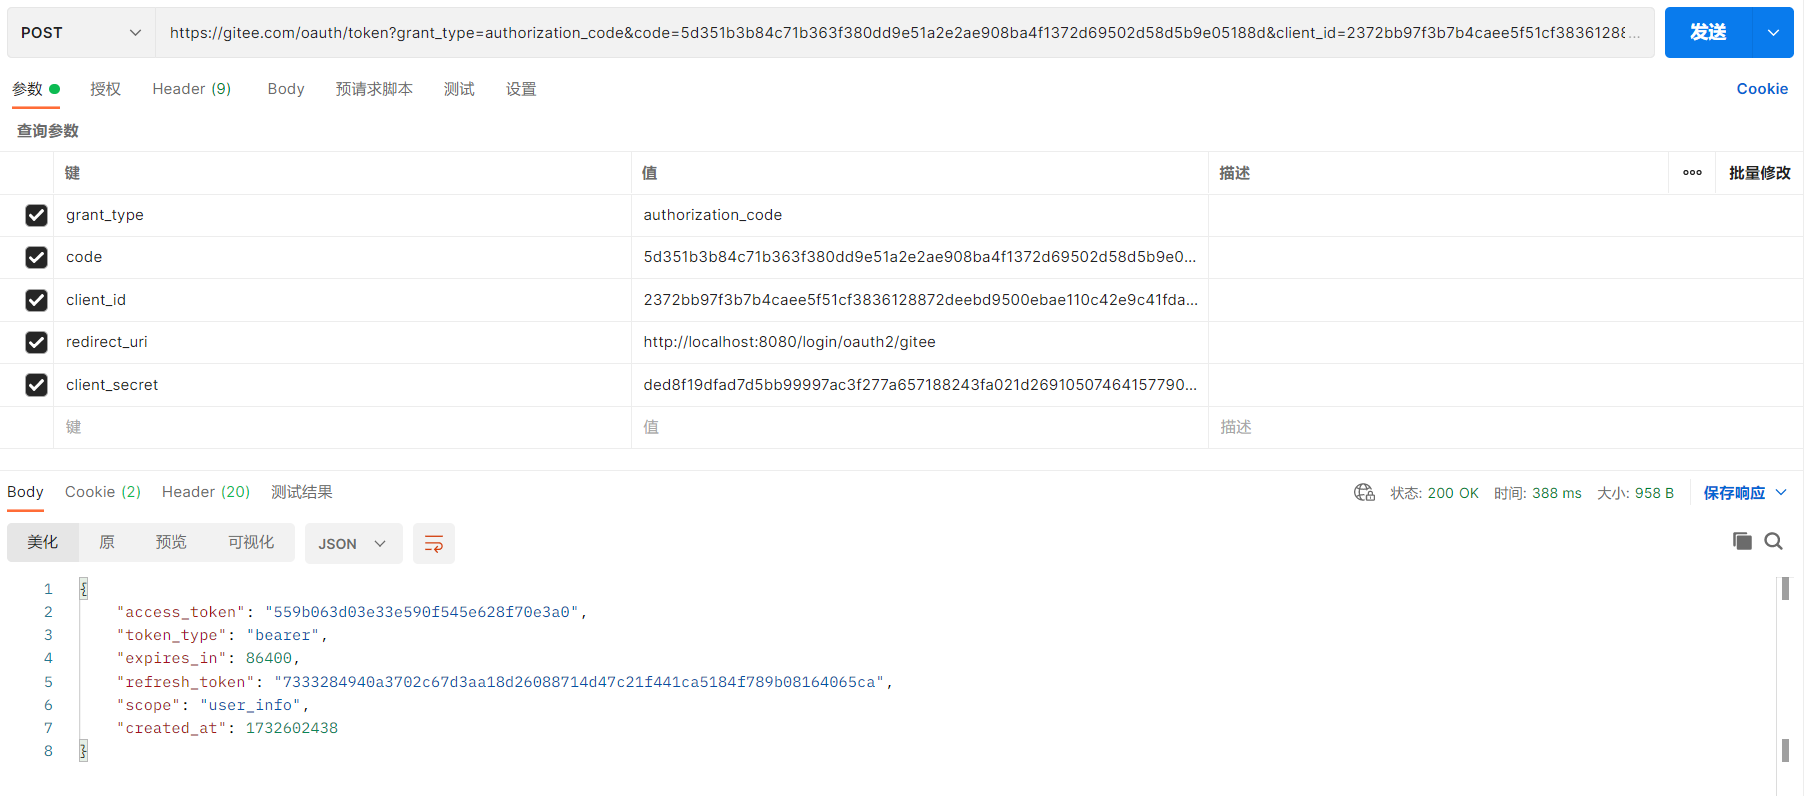 POST https://gitee.com/oauth/token?grant_type=authorization_code&code=5d351b3b84c71b363f380dd9e51a2e2ae908ba4f1372d69502d58d5b9e05188d&client_id=2372bb97f3b7b4caee5f51cf38361288... 发送
参数 授权 Header (9) Body 预请求脚本 测试 设置 Cookie
查询参数
键 值 描述 批量修改
grant_type authorization_code
code 5d351b3b84c71b363f380dd9e51a2e2ae908ba4f1372d69502d58d5b9e0...
client_id 2372bb97f3b7b4caee5f51cf3836128872deebd9500ebae110c42e9c41fda...
redirect_uri http://localhost:8080/login/oauth2/gitee
client_secret ded8f19dfad7d5bb99997ac3f277a657188243fa021d26910507464157790...
键 值 描述
Body Cookie (2) Header (20) 测试结果 状态: 200 OK 时间: 388 ms 大小: 958 B 保存响应
美化 原 预览 可视化 JSON
1 {
2 "access_token": "559b063d03e33e590f545e628f70e3a0",
3 "token_type": "bearer",
4 "expires_in": 86400,
5 "refresh_token": "7333284940a3702c67d3aa18d26088714d47c21f441ca5184f789b08164065ca",
6 "scope": "user_info",
7 "created_at": 1732602438
8 }